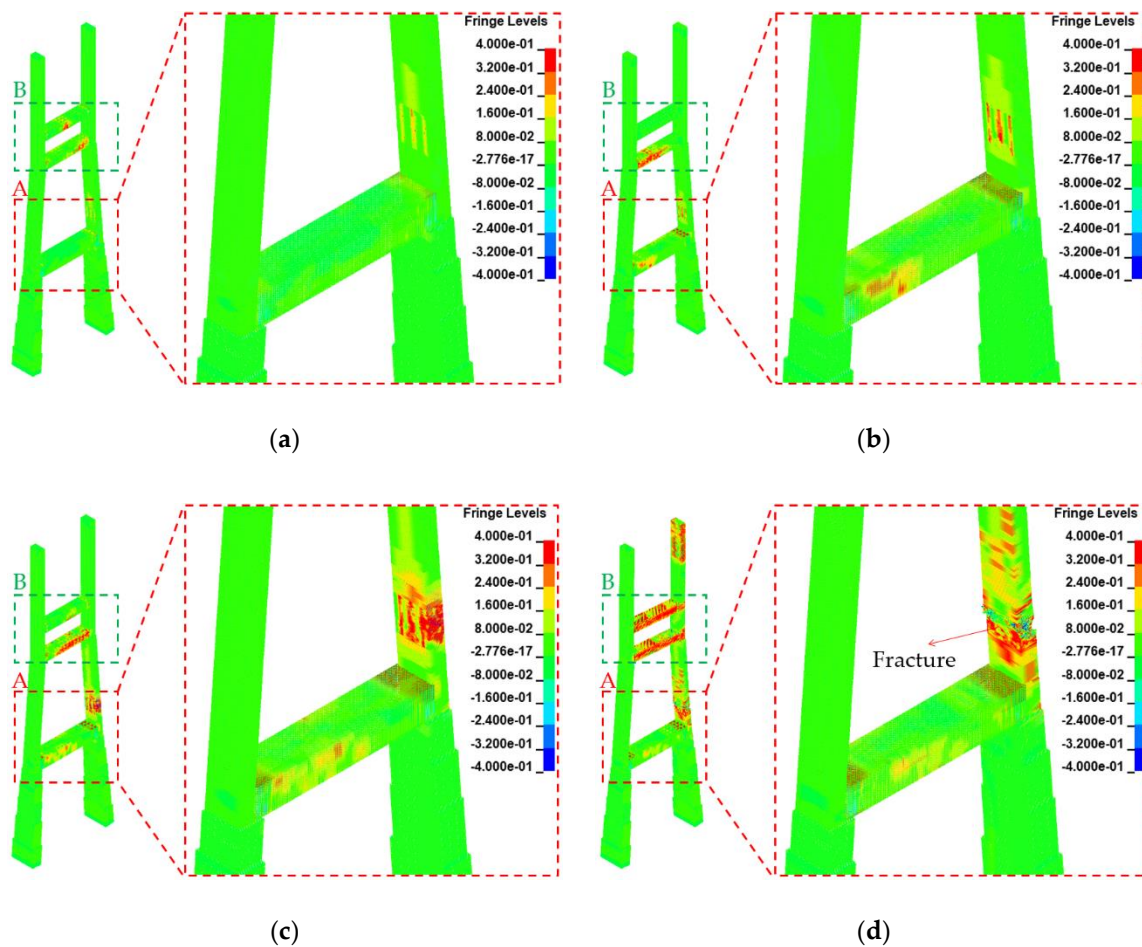 B
A
Fringe Levels
4.000e-01
3.200e-01
2.400e-01
1.600e-01
8.000e-02
-2.776e-17
-8.000e-02
-1.600e-01
-2.400e-01
-3.200e-01
-4.000e-01
(a)
B
A
Fringe Levels
4.000e-01
3.200e-01
2.400e-01
1.600e-01
8.000e-02
-2.776e-17
-8.000e-02
-1.600e-01
-2.400e-01
-3.200e-01
-4.000e-01
(b)
B
A
Fringe Levels
4.000e-01
3.200e-01
2.400e-01
1.600e-01
8.000e-02
-2.776e-17
-8.000e-02
-1.600e-01
-2.400e-01
-3.200e-01
-4.000e-01
(c)
B
A
Fracture
Fringe Levels
4.000e-01
3.200e-01
2.400e-01
1.600e-01
8.000e-02
-2.776e-17
-8.000e-02
-1.600e-01
-2.400e-01
-3.200e-01
-4.000e-01
(d)